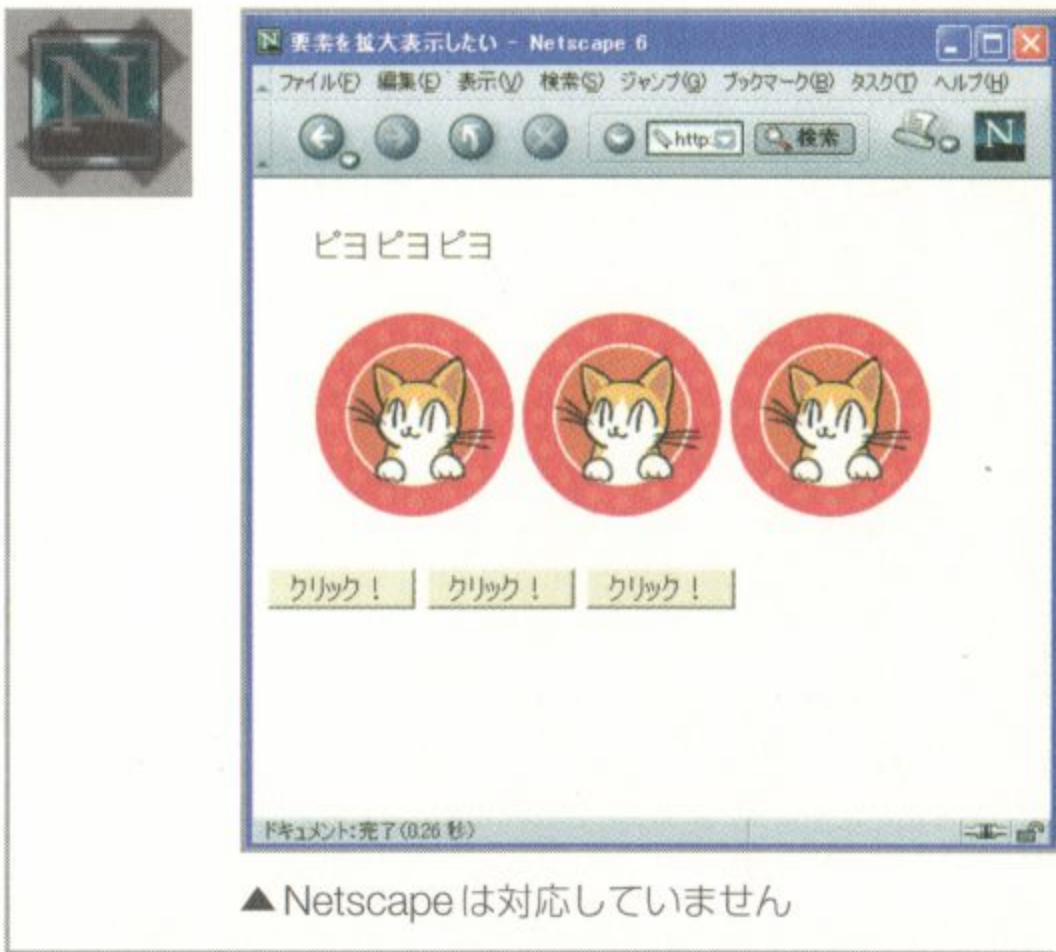 N
N 要素を拡大表示したい - Netscape 6
ファイル(F) 編集(E) 表示(V) 検索(S) ジャンプ(G) ブックマーク(B) タスク(T) ヘルプ(H)
http: 検索 N
ピヨ ピヨ ピヨ
クリック! クリック! クリック!
ドキュメント:完了(0.26 秒)
▲Netscapeは対応していません